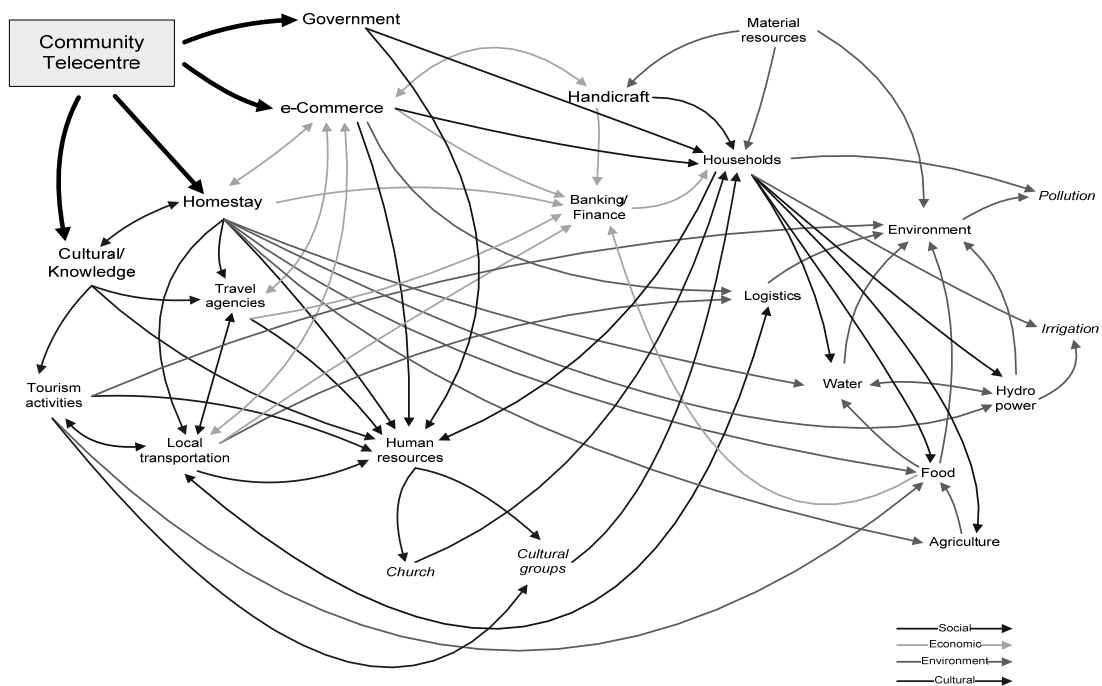 Government
Community
Telecentre
Material
resources
e-Commerce
Handicraft
Households
Homestay
Banking/
Finance
Pollution
Environment
Cultural/
Knowledge
Travel
agencies
Logistics
Irrigation
Tourism
activities
Water
Hydro
power
Local
transportation
Human
resources
Food
Agriculture
Church
Cultural
groups
Social
Economic
Environment
Cultural